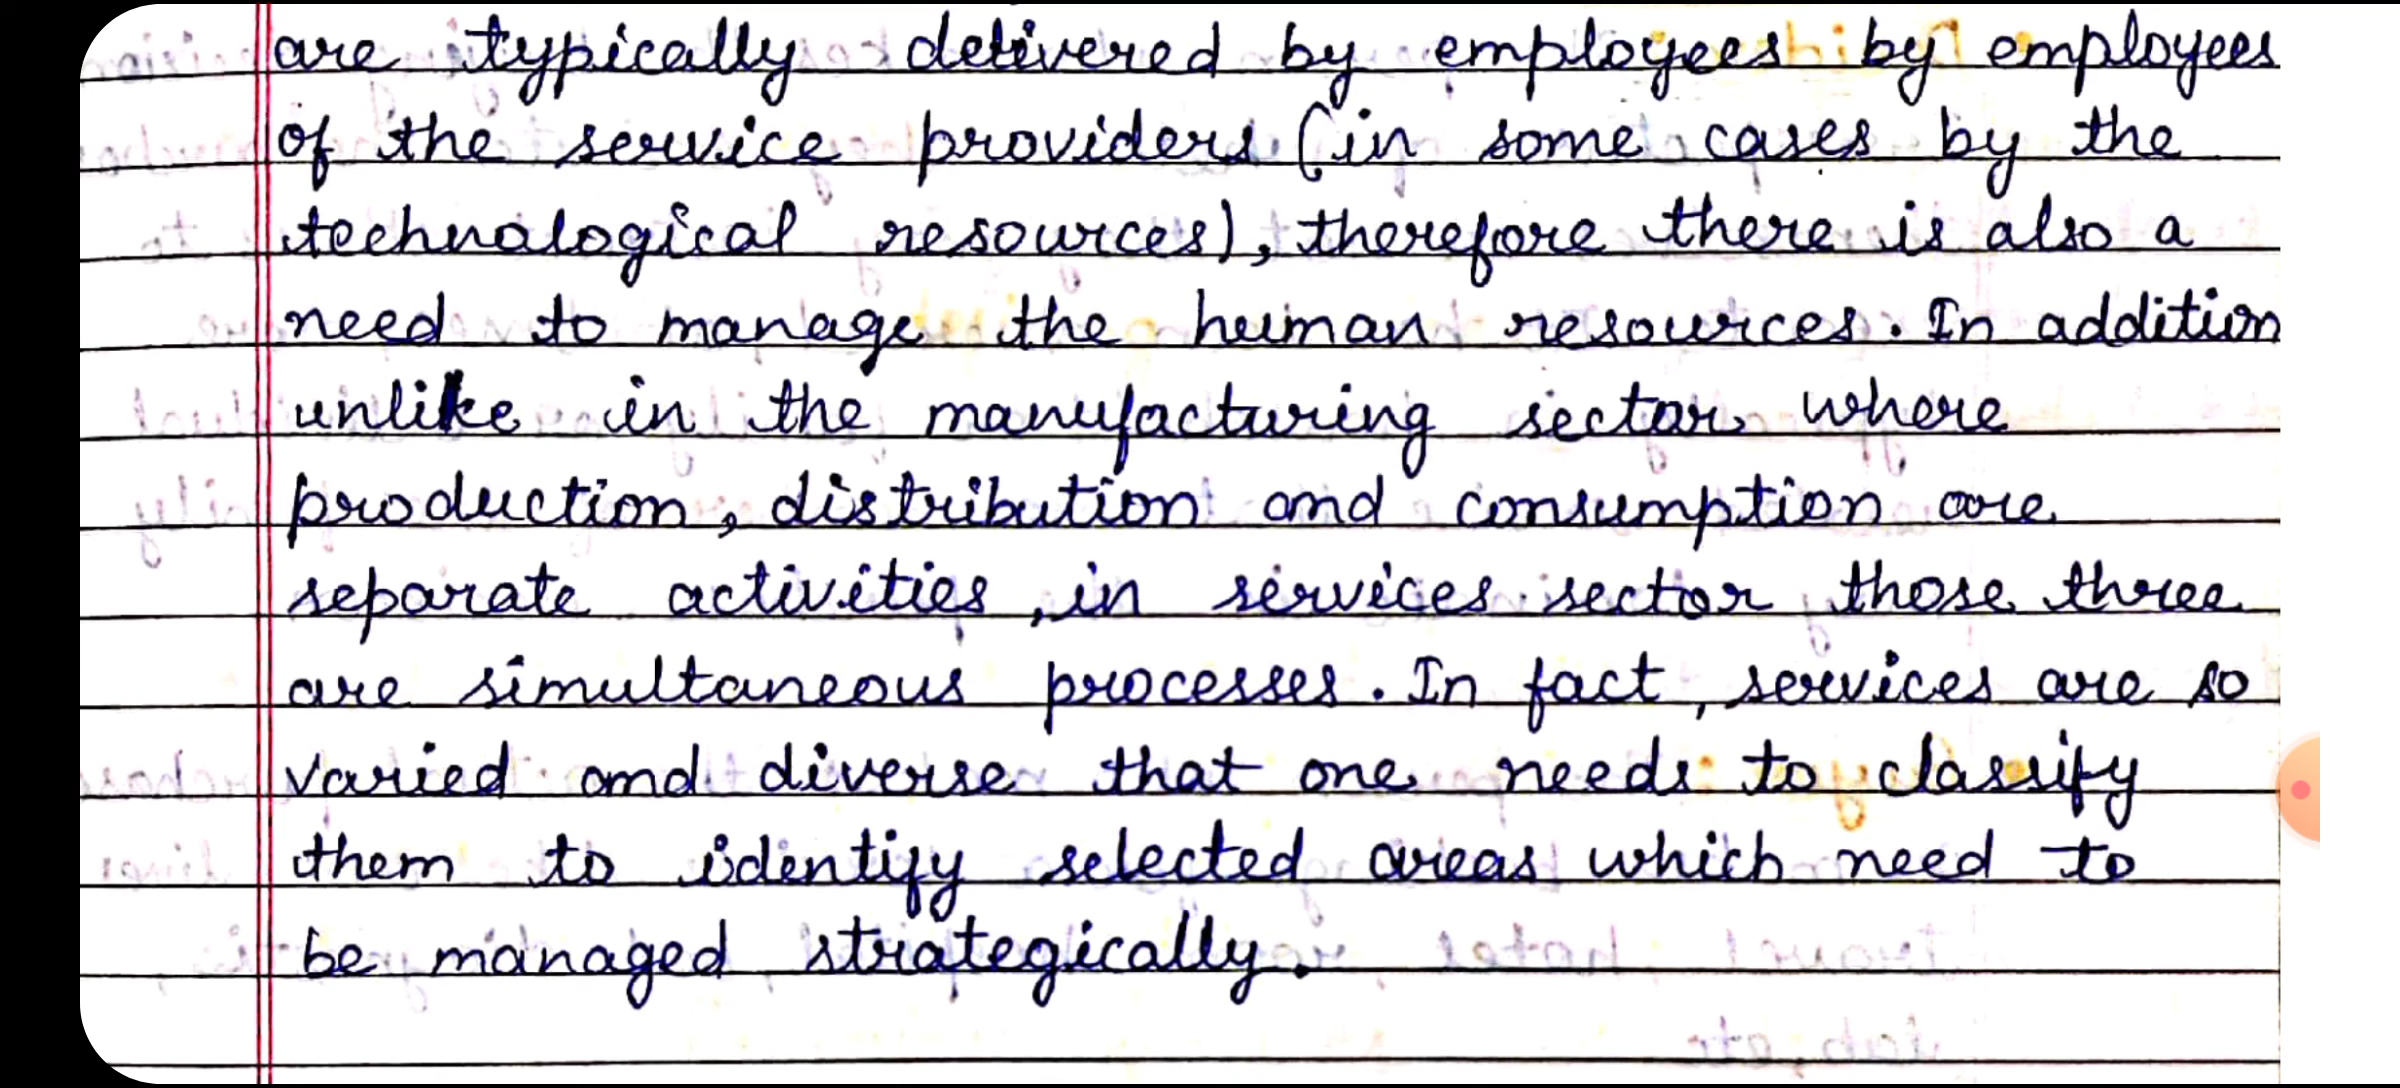 are typically delivered by employees by employees
of the service providers (in some cases by the
technological resources), therefore there is also a
need to manage the human resources. In addition
unlike in the manufacturing sector where
production, distribution and consumption are
separate activities, in services sector those three
are simultaneous processes. In fact, services are so
varied and diverse that one needs to classify
them to identify selected areas which need to
be managed strategically.